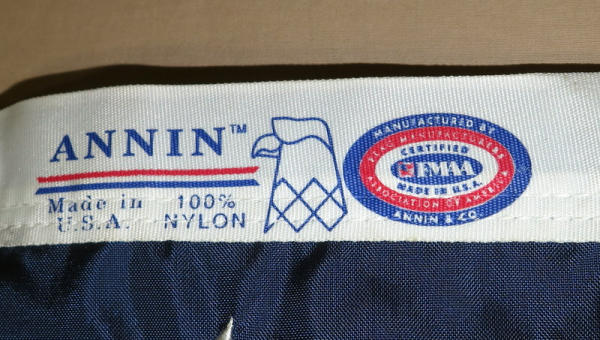 ANNIN™
Made in
U.S.A.
100%
NYLON
MANUFACTURED BY
FLAG MANUFACTURERS
CERTIFIED
FMAA
MADE IN U.S.A.
ASSOCIATION OF AMERICA
ANNIN & CO.